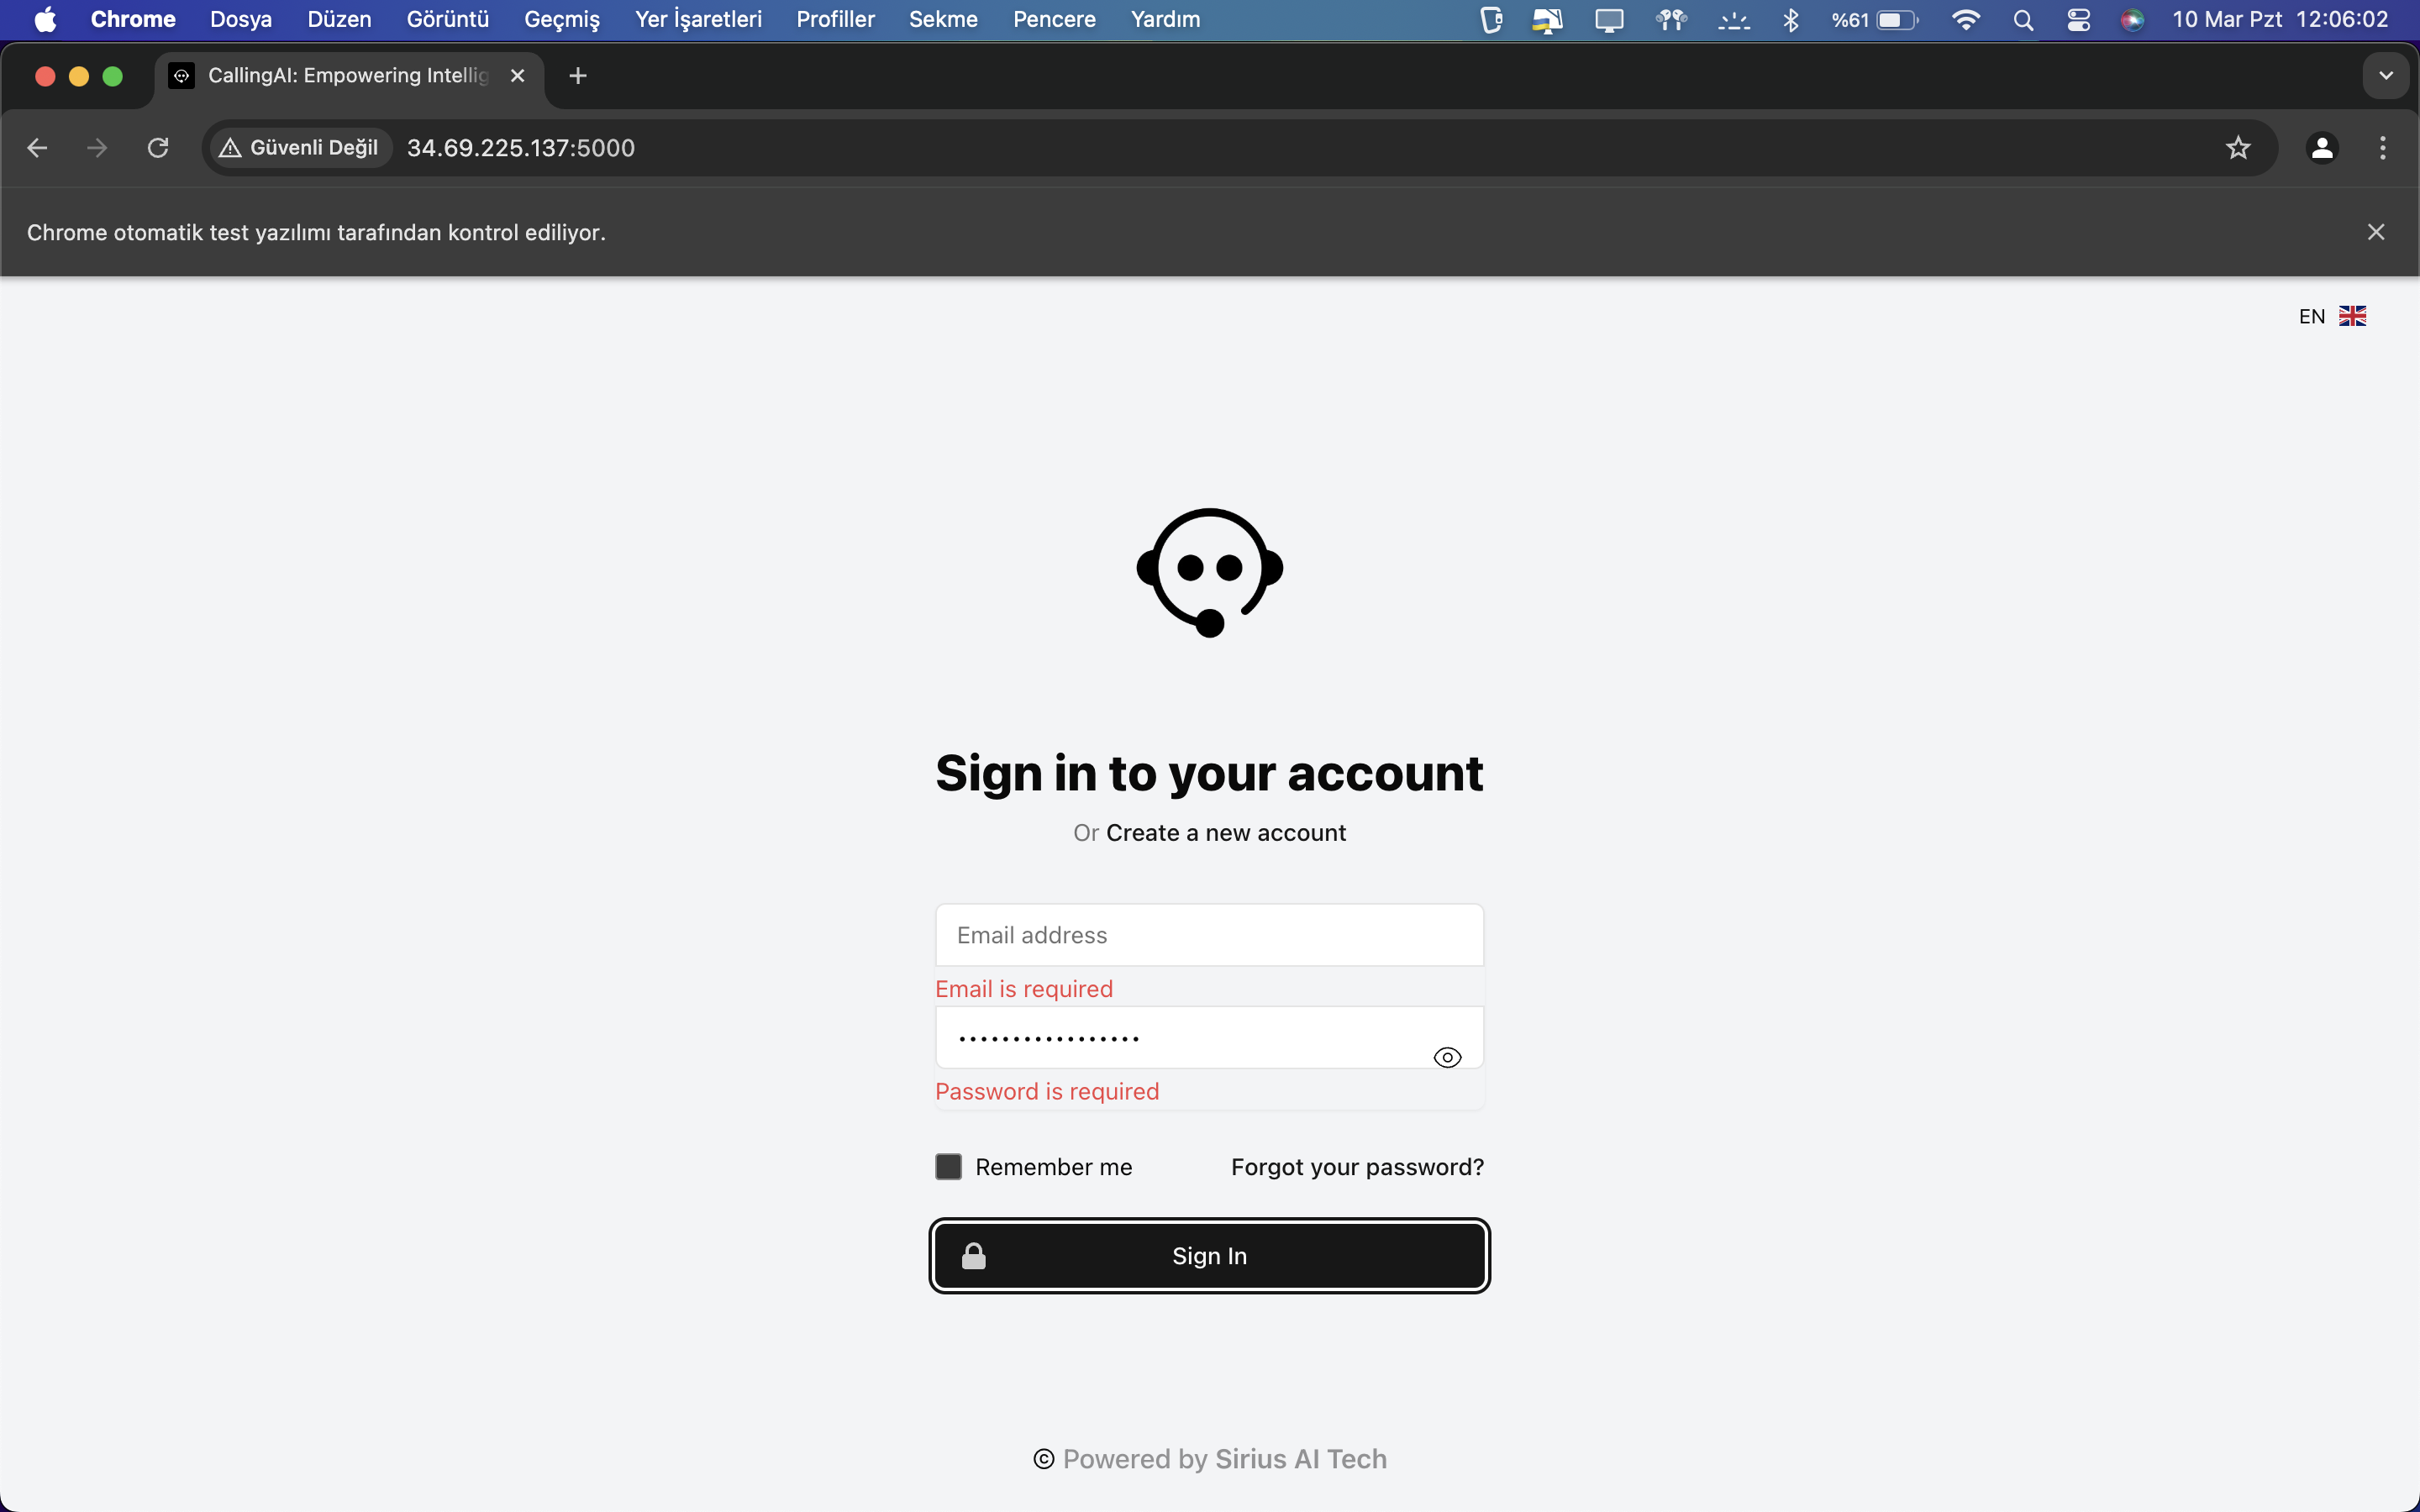 Chrome Dosya Düzen Görüntü Geçmiş Yer İşaretleri Profiller Sekme Pencere Yardım %61 10 Mar Pzt 12:06:02
CallingAI: Empowering Intellig
Güvenli Değil 34.69.225.137:5000
Chrome otomatik test yazılımı tarafından kontrol ediliyor.
EN
Sign in to your account
Or Create a new account
Email address
Email is required
•••••••••••••••••
Password is required
Remember me Forgot your password?
Sign In
© Powered by Sirius AI Tech